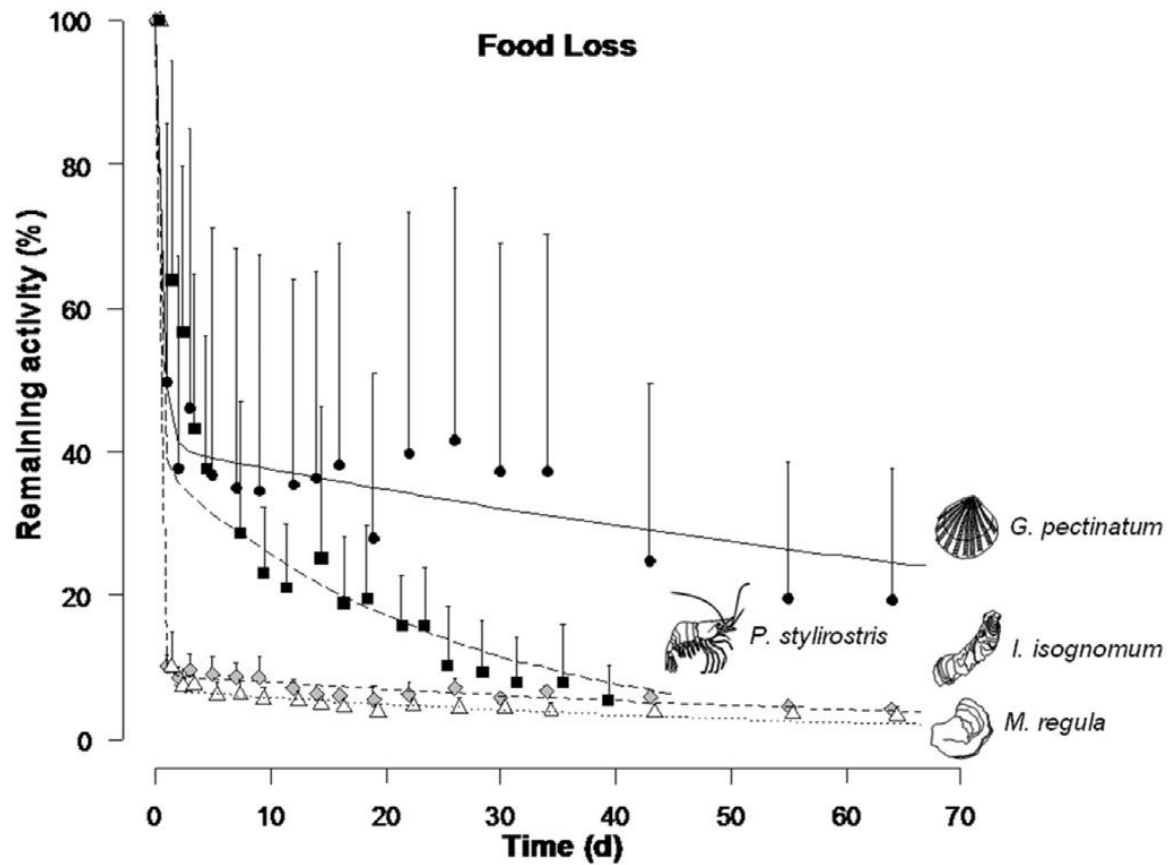 Food Loss
Remaining activity (%)
100
80
60
40
20
0
G. pectinatum
P. stylirostris
I. isognomum
M. regula
0 10 20 30 40 50 60 70
Time (d)